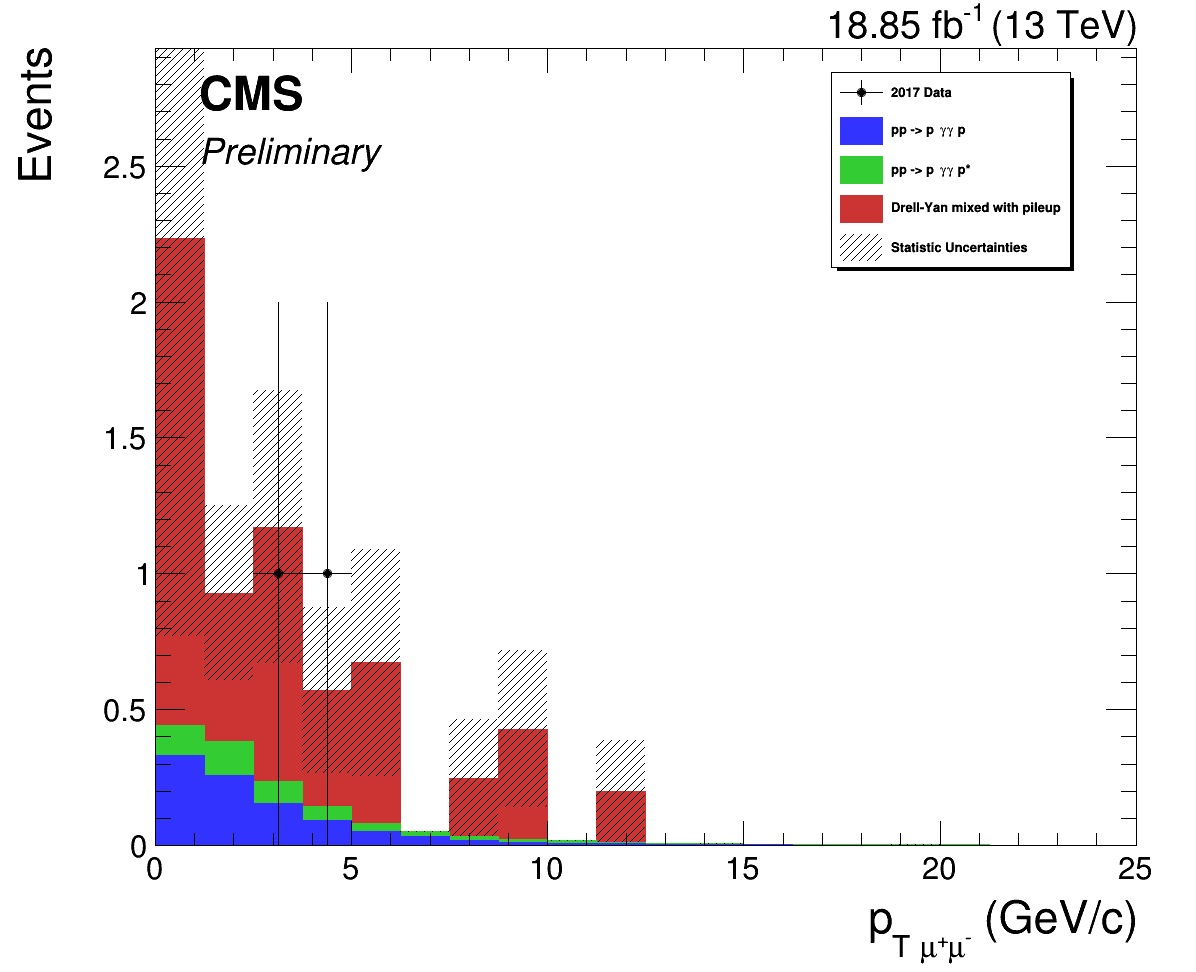 18.85 fb-1 (13 TeV)
Events
CMS
Preliminary
2017 Data
pp -> p γγ p
pp -> p γγ p*
Drell-Yan mixed with pileup
Statistic Uncertainties
2.5
2
1.5
1
0.5
0
0 5 10 15 20 25
pT μ+μ- (GeV/c)